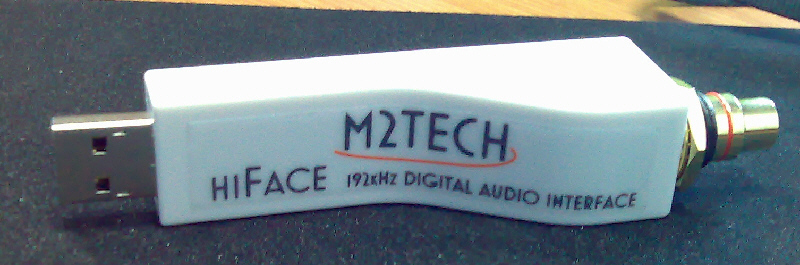 M2TECH
HIFACE 192KHZ DIGITAL AUDIO INTERFACE